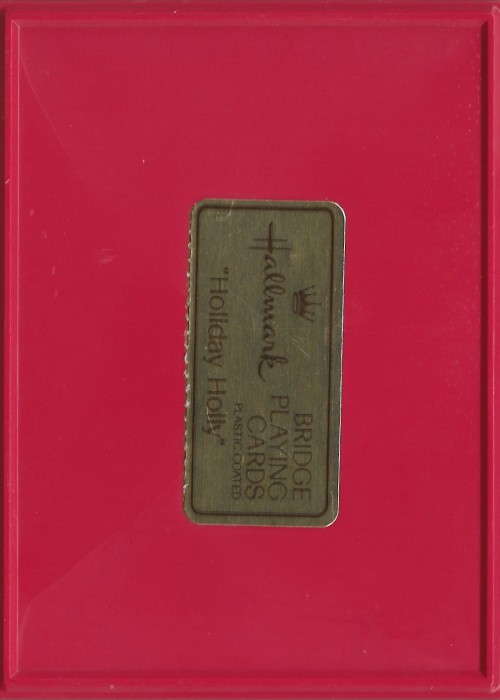 Hallmark
BRIDGE
PLAYING
CARDS
PLASTIC COATED
"Holiday Holly"